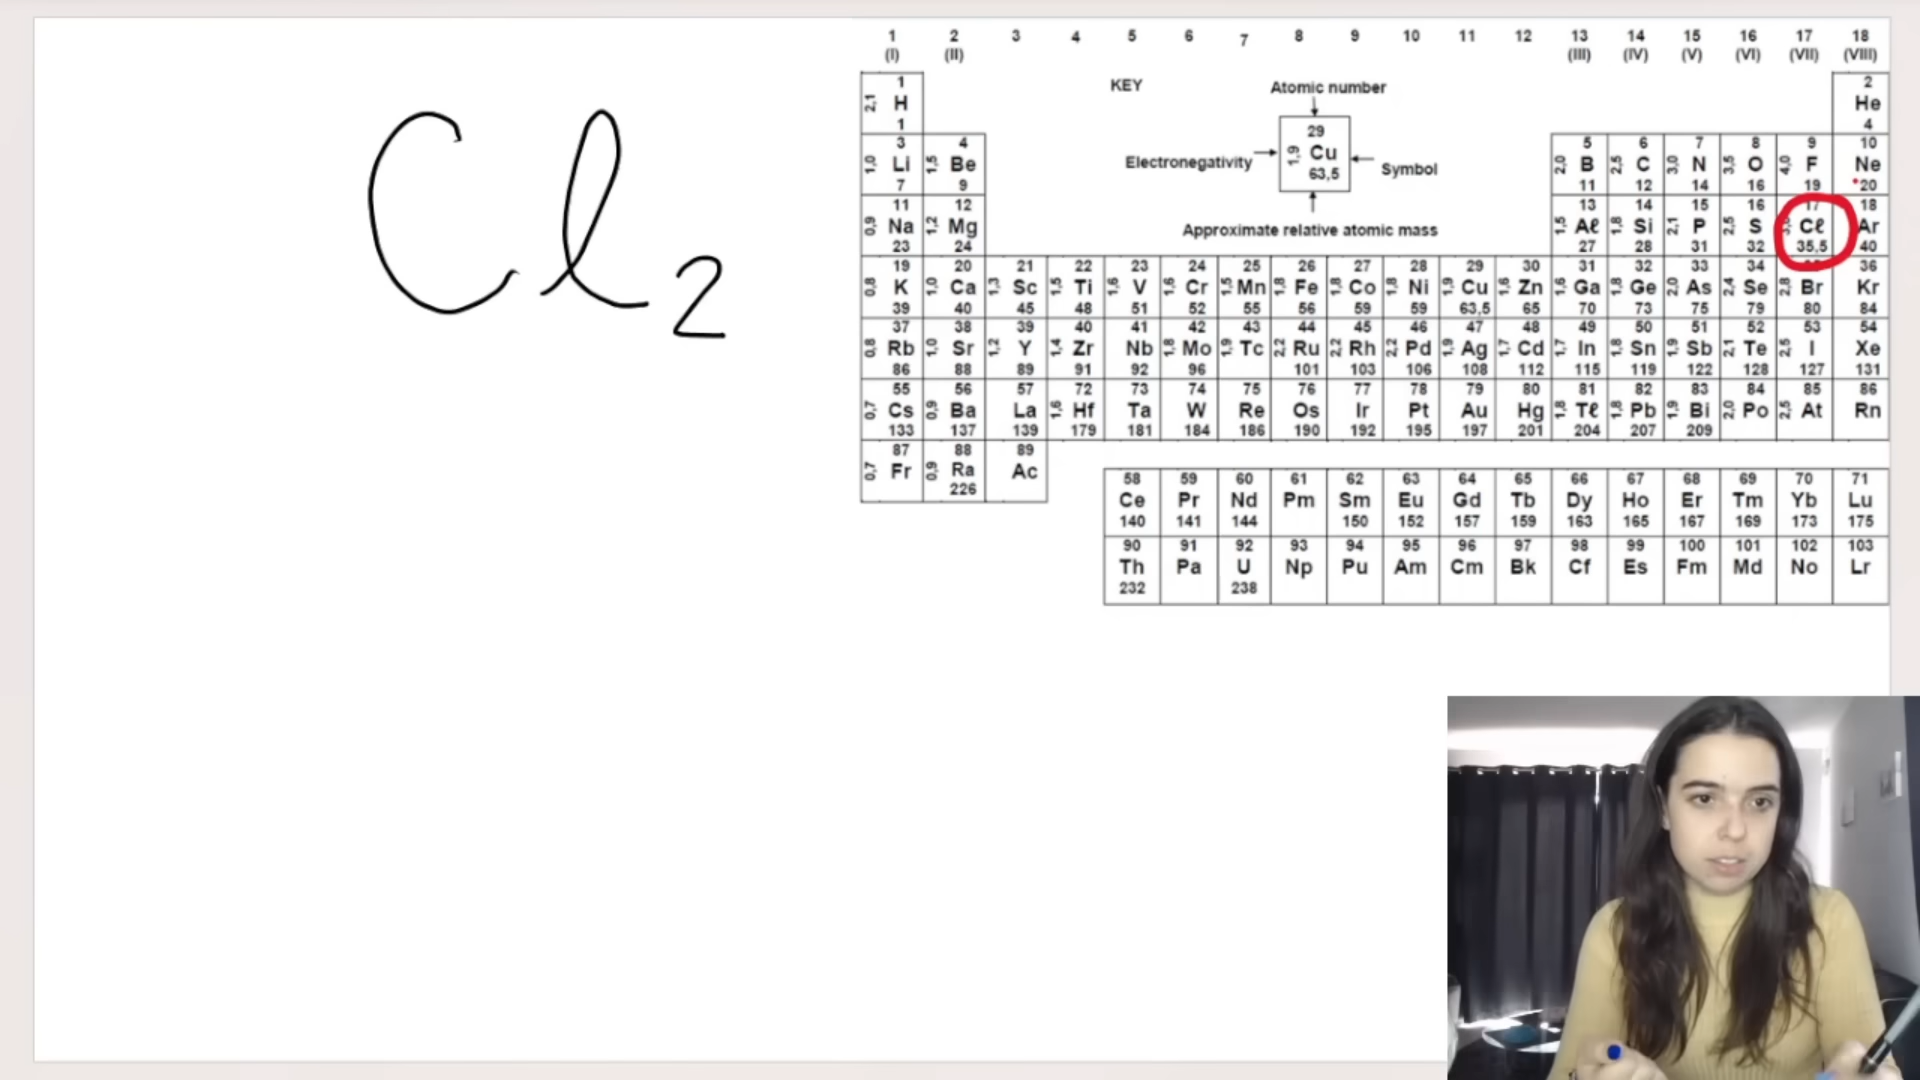 Cl2
1 2 3 4 5 6 7 8 9 10 11 12 13 14 15 16 17 18
(I) (II) (III) (IV) (V) (VI) (VII) (VIII)
KEY
Atomic number
29
1,9 Cu
63,5
Electronegativity
Symbol
Approximate relative atomic mass
1 2
2,1 H He
1 4
3 4 5 6 7 8 9 10
1,0 Li 1,5 Be 2,0 B 2,5 C 3,0 N 3,5 O 4,0 F Ne
7 9 11 12 14 16 19 20
11 12 13 14 15 16 17 18
0,9 Na 1,2 Mg 1,5 Aℓ 1,8 Si 2,1 P 2,5 S Cℓ Ar
23 24 27 28 31 32 35,5 40
19 20 21 22 23 24 25 26 27 28 29 30 31 32 33 34 36
0,8 K 1,0 Ca 1,3 Sc 1,5 Ti 1,6 V 1,6 Cr 1,5 Mn 1,8 Fe 1,8 Co 1,8 Ni 1,9 Cu 1,6 Zn 1,6 Ga 1,8 Ge 2,0 As 2,4 Se 2,8 Br Kr
39 40 45 48 51 52 55 56 59 59 63,5 65 70 73 75 79 80 84
37 38 39 40 41 42 43 44 45 46 47 48 49 50 51 52 53 54
0,8 Rb 1,0 Sr 1,2 Y 1,4 Zr Nb 1,8 Mo 1,9 Tc 2,2 Ru 2,2 Rh 2,2 Pd 1,9 Ag 1,7 Cd 1,7 In 1,8 Sn 1,9 Sb 2,1 Te 2,5 I Xe
86 88 89 91 92 96 101 103 106 108 112 115 119 122 128 127 131
55 56 57 72 73 74 75 76 77 78 79 80 81 82 83 84 85 86
0,7 Cs 0,9 Ba La 1,6 Hf Ta W Re Os Ir Pt Au Hg 1,8 Tℓ 1,8 Pb 1,9 Bi 2,0 Po 2,5 At Rn
133 137 139 179 181 184 186 190 192 195 197 201 204 207 209
87 88 89
0,7 Fr 0,9 Ra Ac
226
58 59 60 61 62 63 64 65 66 67 68 69 70 71
Ce Pr Nd Pm Sm Eu Gd Tb Dy Ho Er Tm Yb Lu
140 141 144 150 152 157 159 163 165 167 169 173 175
90 91 92 93 94 95 96 97 98 99 100 101 102 103
Th Pa U Np Pu Am Cm Bk Cf Es Fm Md No Lr
232 238